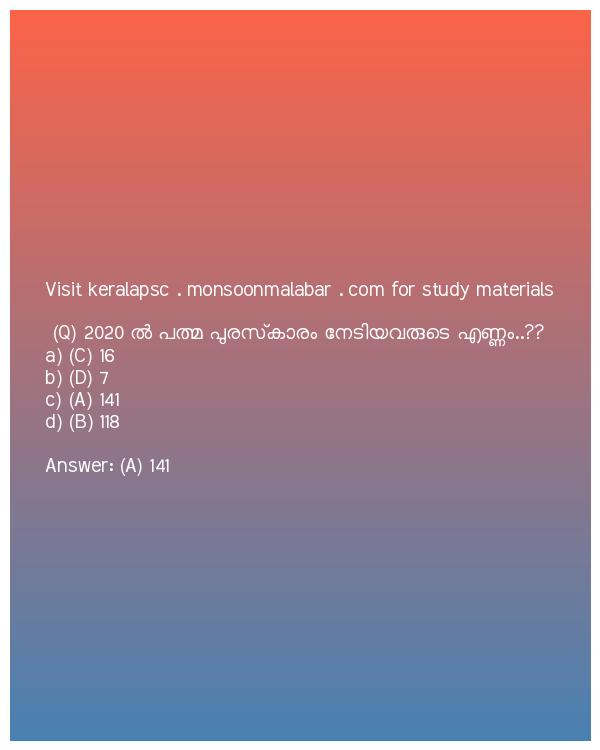 Visit keralapsc . monsoonmalabar . com for study materials
(Q) 2020 ൽ പത്മ പുരസ്‌കാരം നേടിയവരുടെ എണ്ണം..??
a) (C) 16
b) (D) 7
c) (A) 141
d) (B) 118
Answer: (A) 141